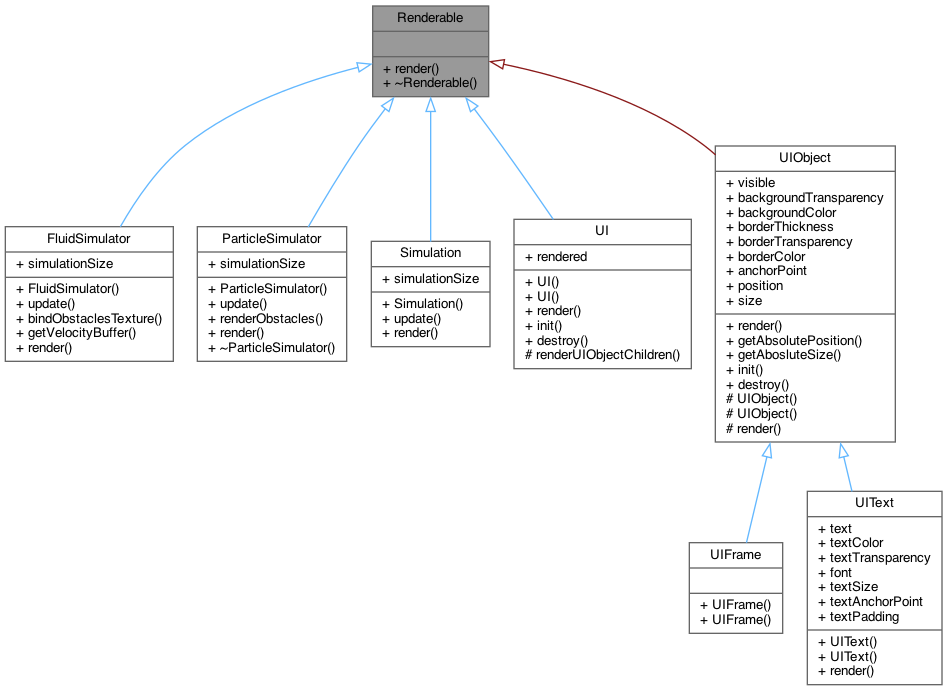 Renderable
+ render()
+ ~Renderable()
FluidSimulator
+ simulationSize
+ FluidSimulator()
+ update()
+ bindObstaclesTexture()
+ getVelocityBuffer()
+ render()
ParticleSimulator
+ simulationSize
+ ParticleSimulator()
+ update()
+ renderObstacles()
+ render()
+ ~ParticleSimulator()
Simulation
+ simulationSize
+ Simulation()
+ update()
+ render()
UI
+ rendered
+ UI()
+ UI()
+ render()
+ init()
+ destroy()
# renderUIObjectChildren()
UIObject
+ visible
+ backgroundTransparency
+ backgroundColor
+ borderThickness
+ borderTransparency
+ borderColor
+ anchorPoint
+ position
+ size
+ render()
+ getAbsolutePosition()
+ getAbosluteSize()
+ init()
+ destroy()
# UIObject()
# UIObject()
# render()
UIFrame
+ UIFrame()
+ UIFrame()
UIText
+ text
+ textColor
+ textTransparency
+ font
+ textSize
+ textAnchorPoint
+ textPadding
+ UIText()
+ UIText()
+ render()